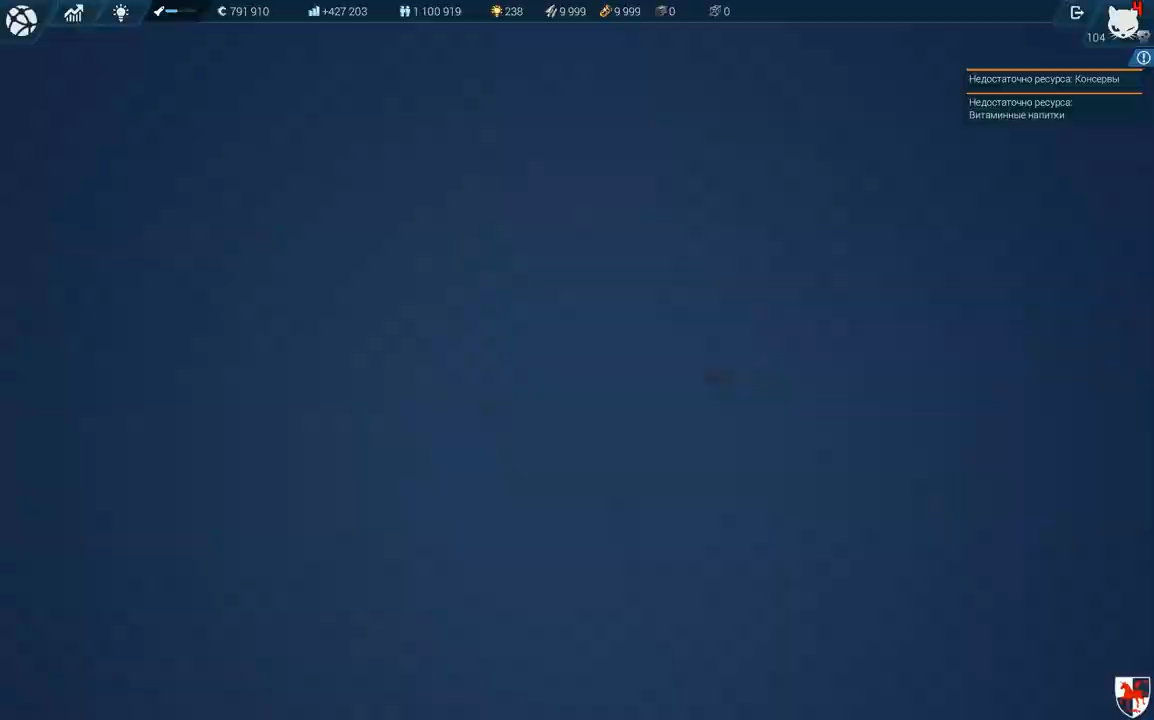 791 910 +427 203 1 100 919 238 9 999 9 999 0 0
4
104
Недостаточно ресурса: Консервы
Недостаточно ресурса:
Витаминные напитки